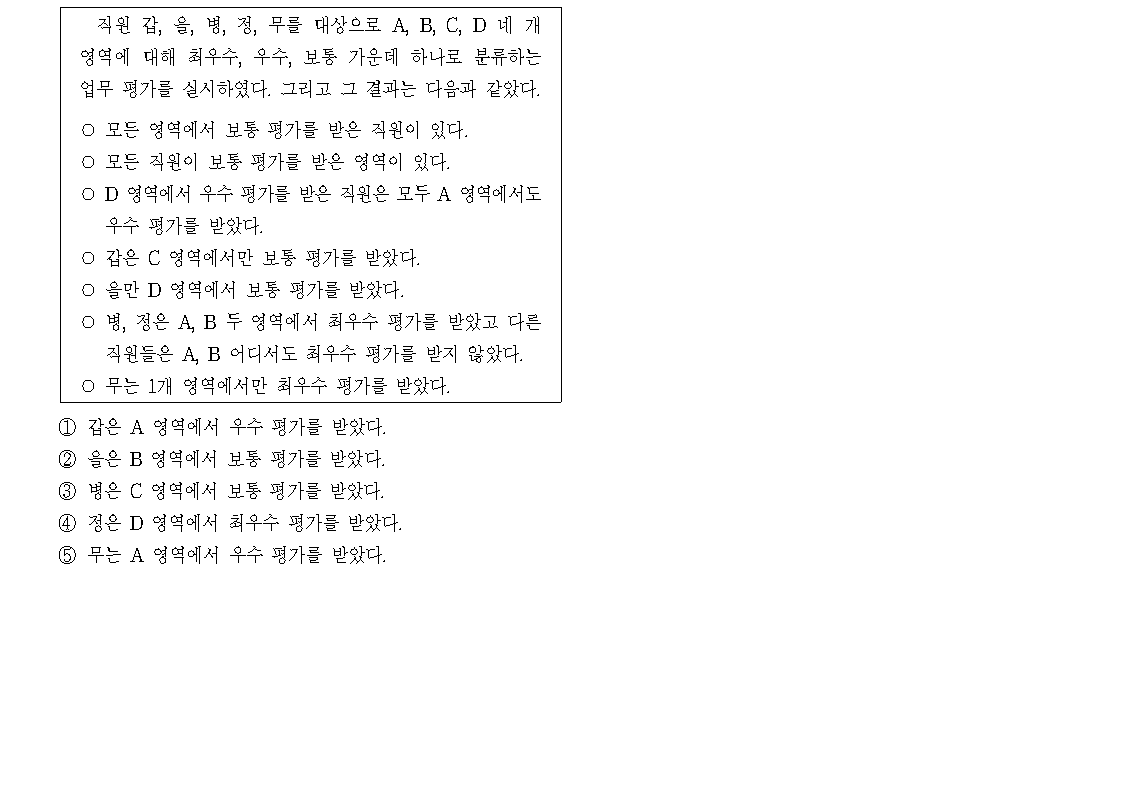 직원 갑, 을, 병, 정, 무를 대상으로 A, B, C, D 네 개
영역에 대해 최우수, 우수, 보통 가운데 하나로 분류하는
업무 평가를 실시하였다. 그리고 그 결과는 다음과 같았다.
○ 모든 영역에서 보통 평가를 받은 직원이 있다.
○ 모든 직원이 보통 평가를 받은 영역이 있다.
○ D 영역에서 우수 평가를 받은 직원은 모두 A 영역에서도
우수 평가를 받았다.
○ 갑은 C 영역에서만 보통 평가를 받았다.
○ 을만 D 영역에서 보통 평가를 받았다.
○ 병, 정은 A, B 두 영역에서 최우수 평가를 받았고 다른
직원들은 A, B 어디서도 최우수 평가를 받지 않았다.
○ 무는 1개 영역에서만 최우수 평가를 받았다.
① 갑은 A 영역에서 우수 평가를 받았다.
② 을은 B 영역에서 보통 평가를 받았다.
③ 병은 C 영역에서 보통 평가를 받았다.
④ 정은 D 영역에서 최우수 평가를 받았다.
⑤ 무는 A 영역에서 우수 평가를 받았다.